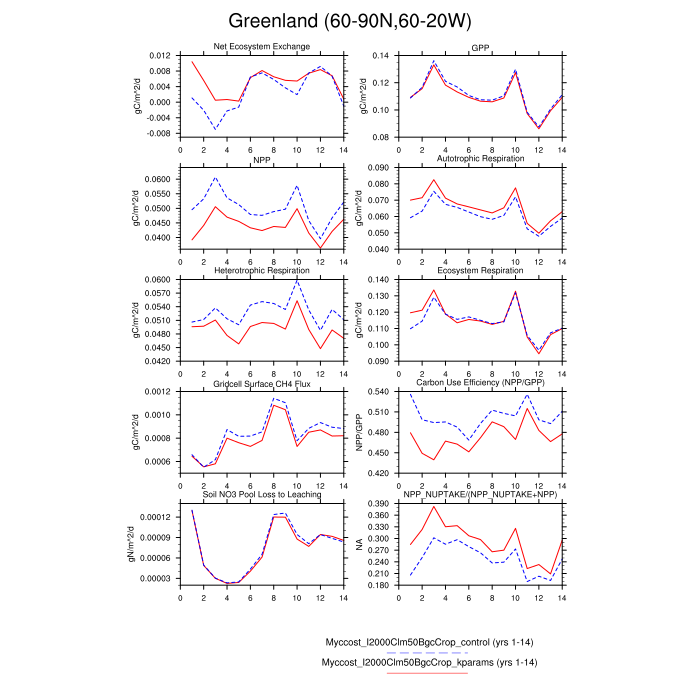 Greenland (60-90N,60-20W)
Net Ecosystem Exchange
GPP
gC/m^2/d
0.012
0.008
0.004
0.000
-0.004
-0.008
0 2 4 6 8 10 12 14
gC/m^2/d
0.14
0.12
0.10
0.08
0 2 4 6 8 10 12 14
NPP
Autotrophic Respiration
gC/m^2/d
0.0600
0.0550
0.0500
0.0450
0.0400
0 2 4 6 8 10 12 14
gC/m^2/d
0.090
0.080
0.070
0.060
0.050
0.040
0 2 4 6 8 10 12 14
Heterotrophic Respiration
Ecosystem Respiration
gC/m^2/d
0.0600
0.0570
0.0540
0.0510
0.0480
0.0450
0.0420
0 2 4 6 8 10 12 14
gC/m^2/d
0.140
0.130
0.120
0.110
0.100
0.090
0 2 4 6 8 10 12 14
Gridcell Surface CH4 Flux
Carbon Use Efficiency (NPP/GPP)
gC/m^2/d
0.0012
0.0010
0.0008
0.0006
0 2 4 6 8 10 12 14
NPP/GPP
0.540
0.510
0.480
0.450
0.420
0 2 4 6 8 10 12 14
Soil NO3 Pool Loss to Leaching
NPP_NUPTAKE/(NPP_NUPTAKE+NPP)
gN/m^2/d
0.00012
0.00009
0.00006
0.00003
0 2 4 6 8 10 12 14
NA
0.390
0.360
0.330
0.300
0.270
0.240
0.210
0.180
0 2 4 6 8 10 12 14
Myccost_I2000Clm50BgcCrop_control (yrs 1-14)
Myccost_I2000Clm50BgcCrop_kparams (yrs 1-14)